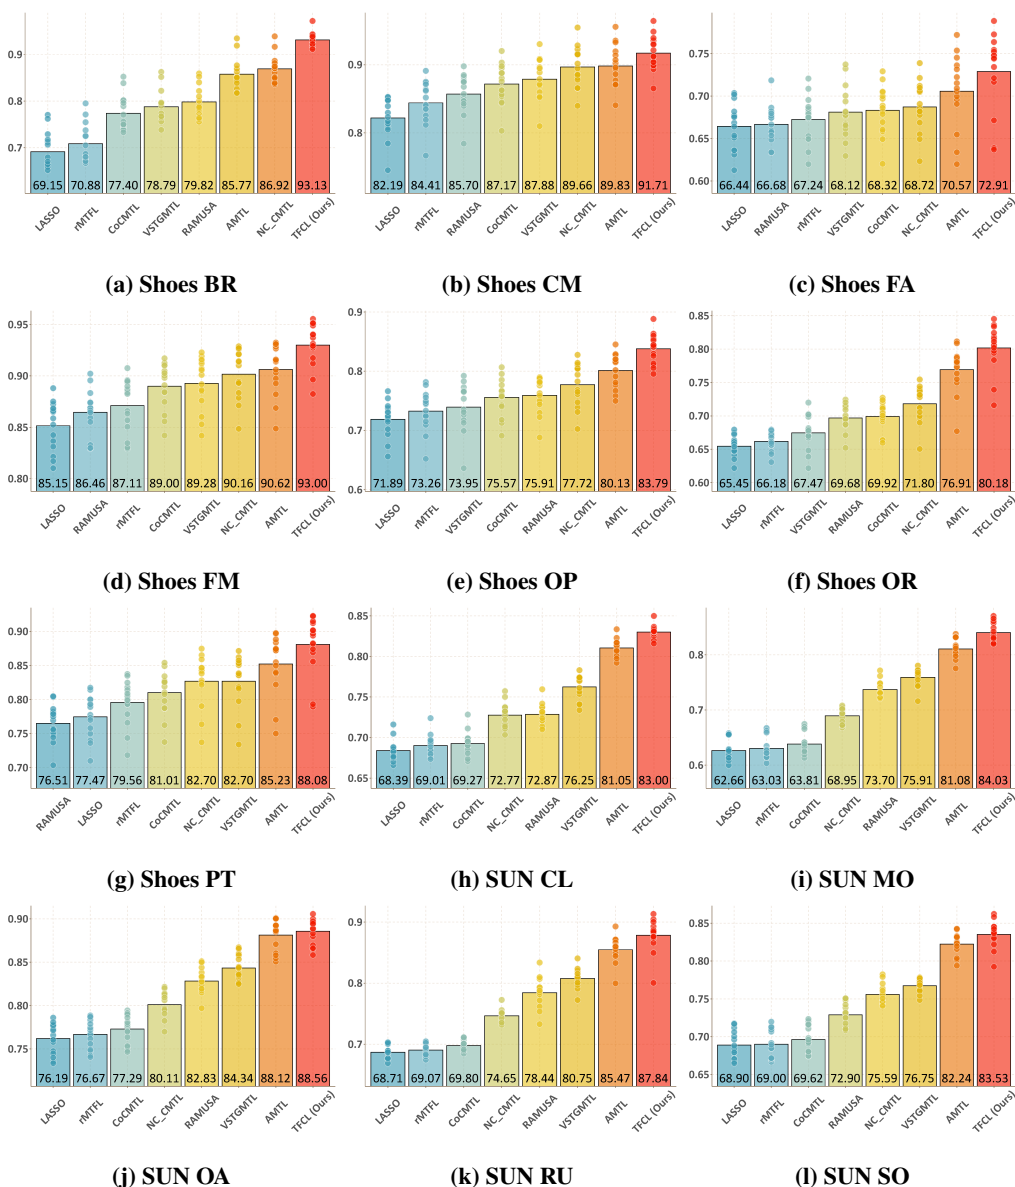 0.9
0.8
0.7
69.15 70.88 77.40 78.79 79.82 85.77 86.92 93.13
LASSO rMTFL CoCMTL VSTGMTL RAMUSA AMTL NC_CMTL TFCL (Ours)
(a) Shoes BR
0.9
0.8
82.19 84.41 85.70 87.17 87.88 89.66 89.83 91.71
LASSO rMTFL RAMUSA CoCMTL VSTGMTL NC_CMTL AMTL TFCL (Ours)
(b) Shoes CM
0.75
0.70
0.65
0.60
66.44 66.68 67.24 68.12 68.32 68.72 70.57 72.91
LASSO RAMUSA rMTFL VSTGMTL CoCMTL NC_CMTL AMTL TFCL (Ours)
(c) Shoes FA
0.95
0.90
0.85
0.80
85.15 86.46 87.11 89.00 89.28 90.16 90.62 93.00
LASSO RAMUSA rMTFL CoCMTL VSTGMTL NC_CMTL AMTL TFCL (Ours)
(d) Shoes FM
0.9
0.8
0.7
0.6
71.89 73.26 73.95 75.57 75.91 77.72 80.13 83.79
LASSO rMTFL VSTGMTL CoCMTL RAMUSA NC_CMTL AMTL TFCL (Ours)
(e) Shoes OP
0.85
0.80
0.75
0.70
0.65
0.60
65.45 66.18 67.47 69.68 69.92 71.80 76.91 80.18
LASSO rMTFL VSTGMTL RAMUSA CoCMTL NC_CMTL AMTL TFCL (Ours)
(f) Shoes OR
0.90
0.85
0.80
0.75
0.70
76.51 77.47 79.56 81.01 82.70 82.70 85.23 88.08
RAMUSA LASSO rMTFL CoCMTL NC_CMTL VSTGMTL AMTL TFCL (Ours)
(g) Shoes PT
0.85
0.80
0.75
0.70
0.65
68.39 69.01 69.27 72.77 72.87 76.25 81.05 83.00
LASSO rMTFL CoCMTL NC_CMTL RAMUSA VSTGMTL AMTL TFCL (Ours)
(h) SUN CL
0.8
0.7
0.6
62.66 63.03 63.81 68.95 73.70 75.91 81.08 84.03
LASSO rMTFL CoCMTL NC_CMTL RAMUSA VSTGMTL AMTL TFCL (Ours)
(i) SUN MO
0.90
0.85
0.80
0.75
76.19 76.67 77.29 80.11 82.83 84.34 88.12 88.56
LASSO rMTFL CoCMTL NC_CMTL RAMUSA VSTGMTL AMTL TFCL (Ours)
(j) SUN OA
0.9
0.8
0.7
68.71 69.07 69.80 74.65 78.44 80.75 85.47 87.84
LASSO rMTFL CoCMTL NC_CMTL RAMUSA VSTGMTL AMTL TFCL (Ours)
(k) SUN RU
0.85
0.80
0.75
0.70
0.65
68.90 69.00 69.62 72.90 75.59 76.75 82.24 83.53
LASSO rMTFL CoCMTL RAMUSA NC_CMTL VSTGMTL AMTL TFCL (Ours)
(l) SUN SO